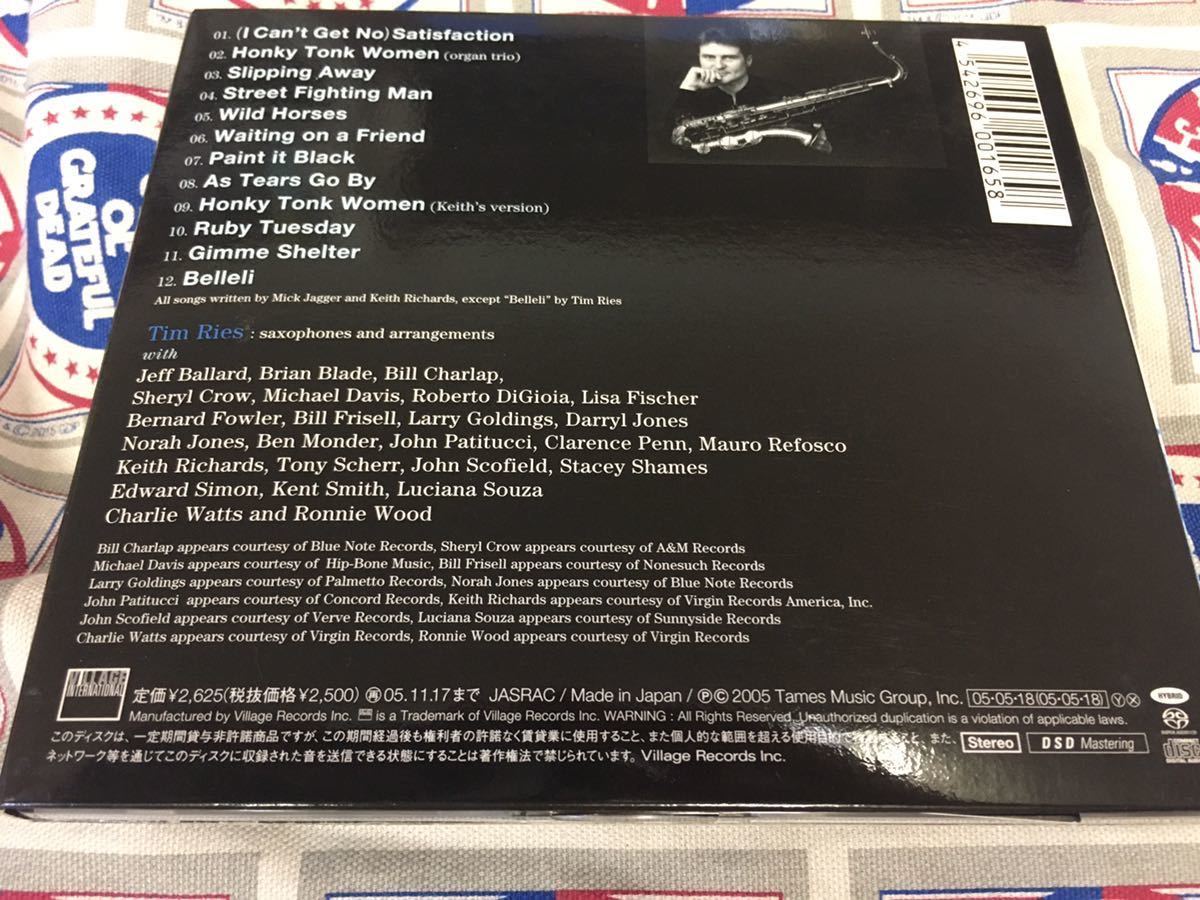 01. (I Can't Get No) Satisfaction
02. Honky Tonk Women (organ trio)
03. Slipping Away
04. Street Fighting Man
05. Wild Horses
06. Waiting on a Friend
07. Paint it Black
08. As Tears Go By
09. Honky Tonk Women (Keith's version)
10. Ruby Tuesday
11. Gimme Shelter
12. Belleli
All songs written by Mick Jagger and Keith Richards, except "Belleli" by Tim Ries
Tim Ries : saxophones and arrangements
with
Jeff Ballard, Brian Blade, Bill Charlap,
Sheryl Crow, Michael Davis, Roberto DiGioia, Lisa Fischer
Bernard Fowler, Bill Frisell, Larry Goldings, Darryl Jones
Norah Jones, Ben Monder, John Patitucci, Clarence Penn, Mauro Refosco
Keith Richards, Tony Scherr, John Scofield, Stacey Shames
Edward Simon, Kent Smith, Luciana Souza
Charlie Watts and Ronnie Wood
Bill Charlap appears courtesy of Blue Note Records, Sheryl Crow appears courtesy of A&M Records
Michael Davis appears courtesy of Hip-Bone Music, Bill Frisell appears courtesy of Nonesuch Records
Larry Goldings appears courtesy of Palmetto Records, Norah Jones appears courtesy of Blue Note Records
John Patitucci appears courtesy of Concord Records, Keith Richards appears courtesy of Virgin Records America, Inc.
John Scofield appears courtesy of Verve Records, Luciana Souza appears courtesy of Sunnyside Records
Charlie Watts appears courtesy of Virgin Records, Ronnie Wood appears courtesy of Virgin Records
4 542696 001658
VILLAGE INTERNATIONAL
定価¥2,625(税抜価格¥2,500) 再 05.11.17まで JASRAC / Made in Japan / ℗© 2005 Tames Music Group, Inc. 05・05・18(05・05・18) Ⓨ Ⓧ
Manufactured by Village Records Inc. is a Trademark of Village Records Inc. WARNING : All Rights Reserved. Unauthorized duplication is a violation of applicable laws.
このディスクは、一定期間貸与非許諾商品ですが、この期間経過後も権利者の許諾なく賃貸業に使用すること、また個人的な範囲を超える使用目的で複製すること、また、
ネットワーク等を通じてこのディスクに収録された音を送信できる状態にすることは著作権法で禁じられています。Village Records Inc.
Stereo
DSD Mastering
HYBRID
OF
GRATEFUL
DEAD